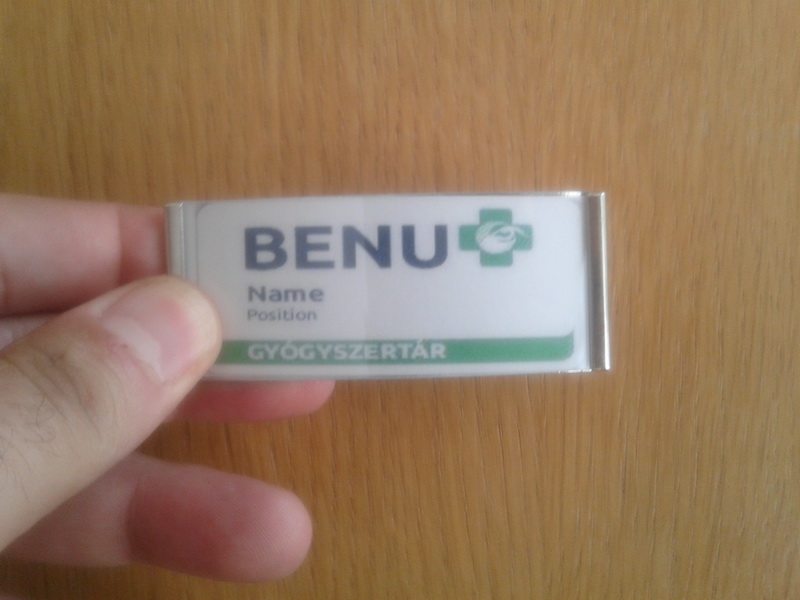 BENU
Name
Position
GYÓGYSZERTÁR